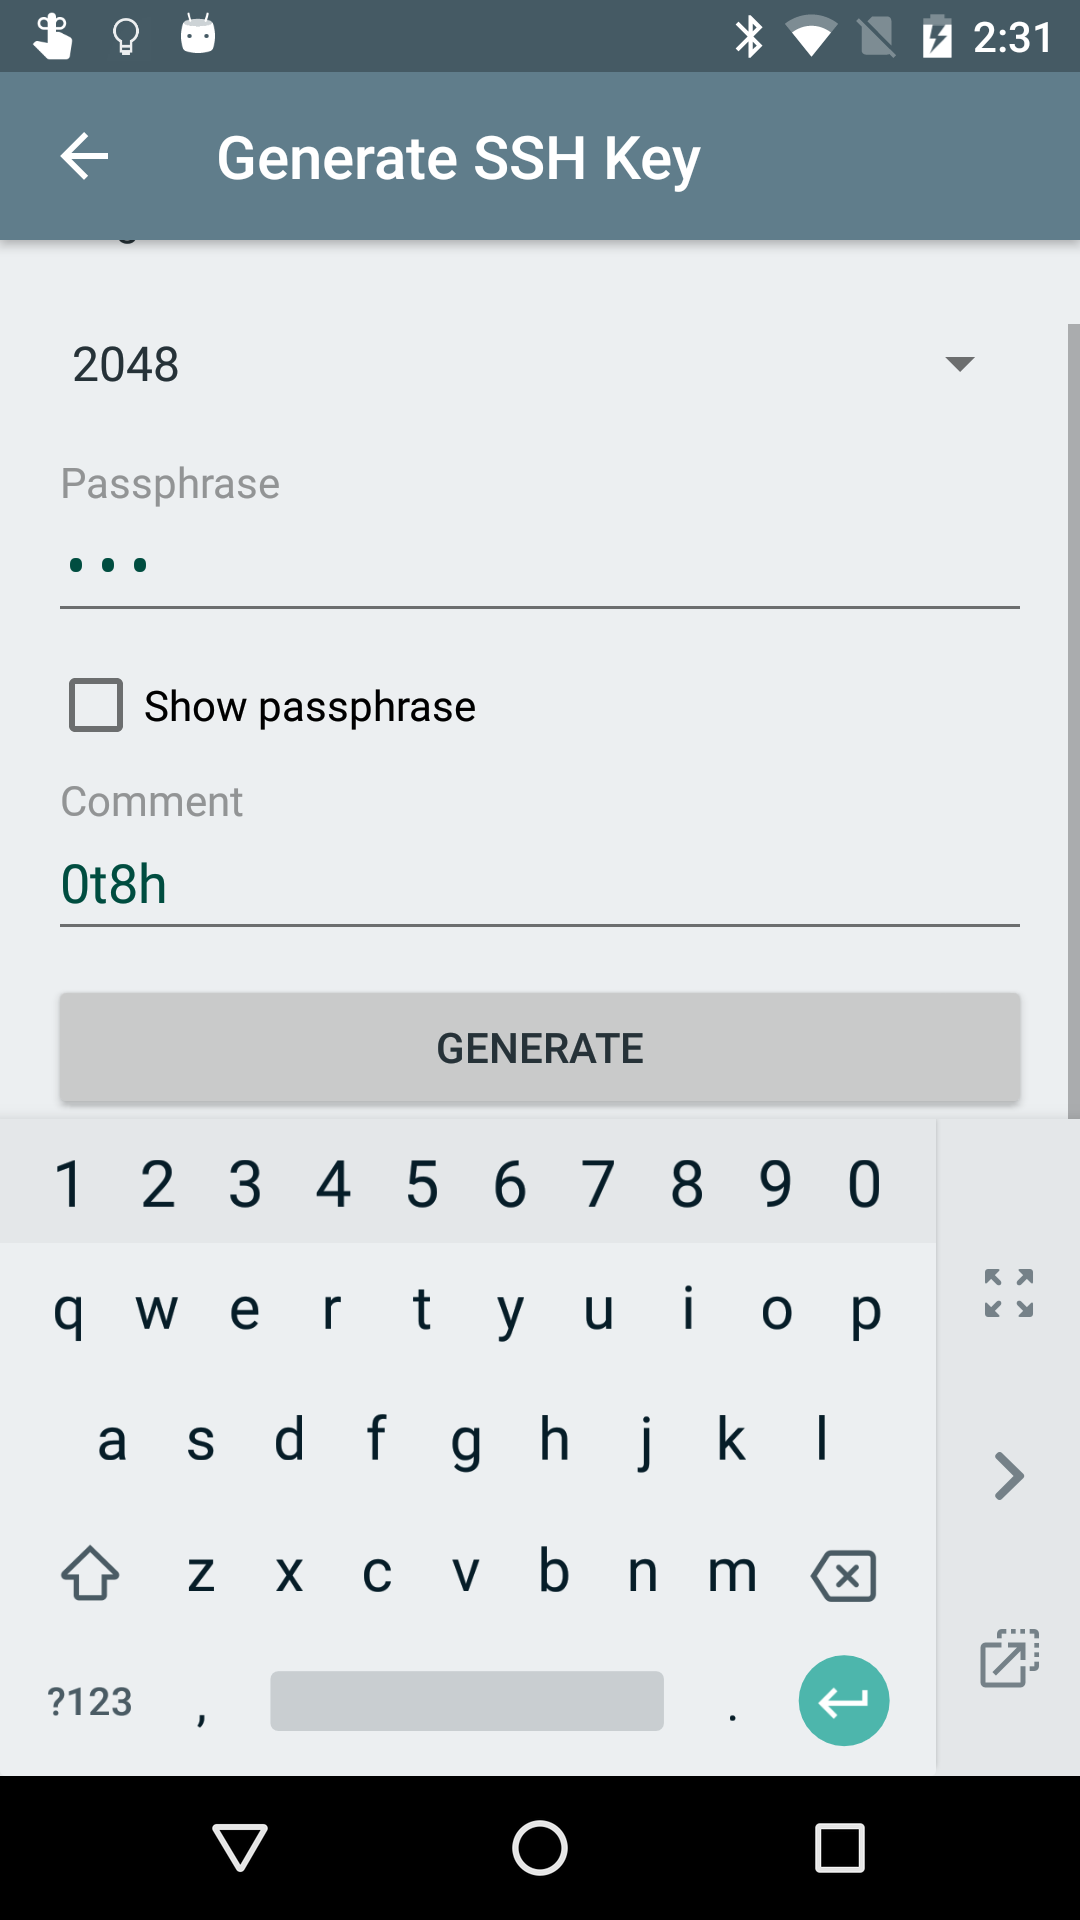 2:31
Generate SSH Key
2048
Passphrase
•••
Show passphrase
Comment
0t8h
GENERATE
1 2 3 4 5 6 7 8 9 0
q w e r t y u i o p
a s d f g h j k l
z x c v b n m
?123 , .